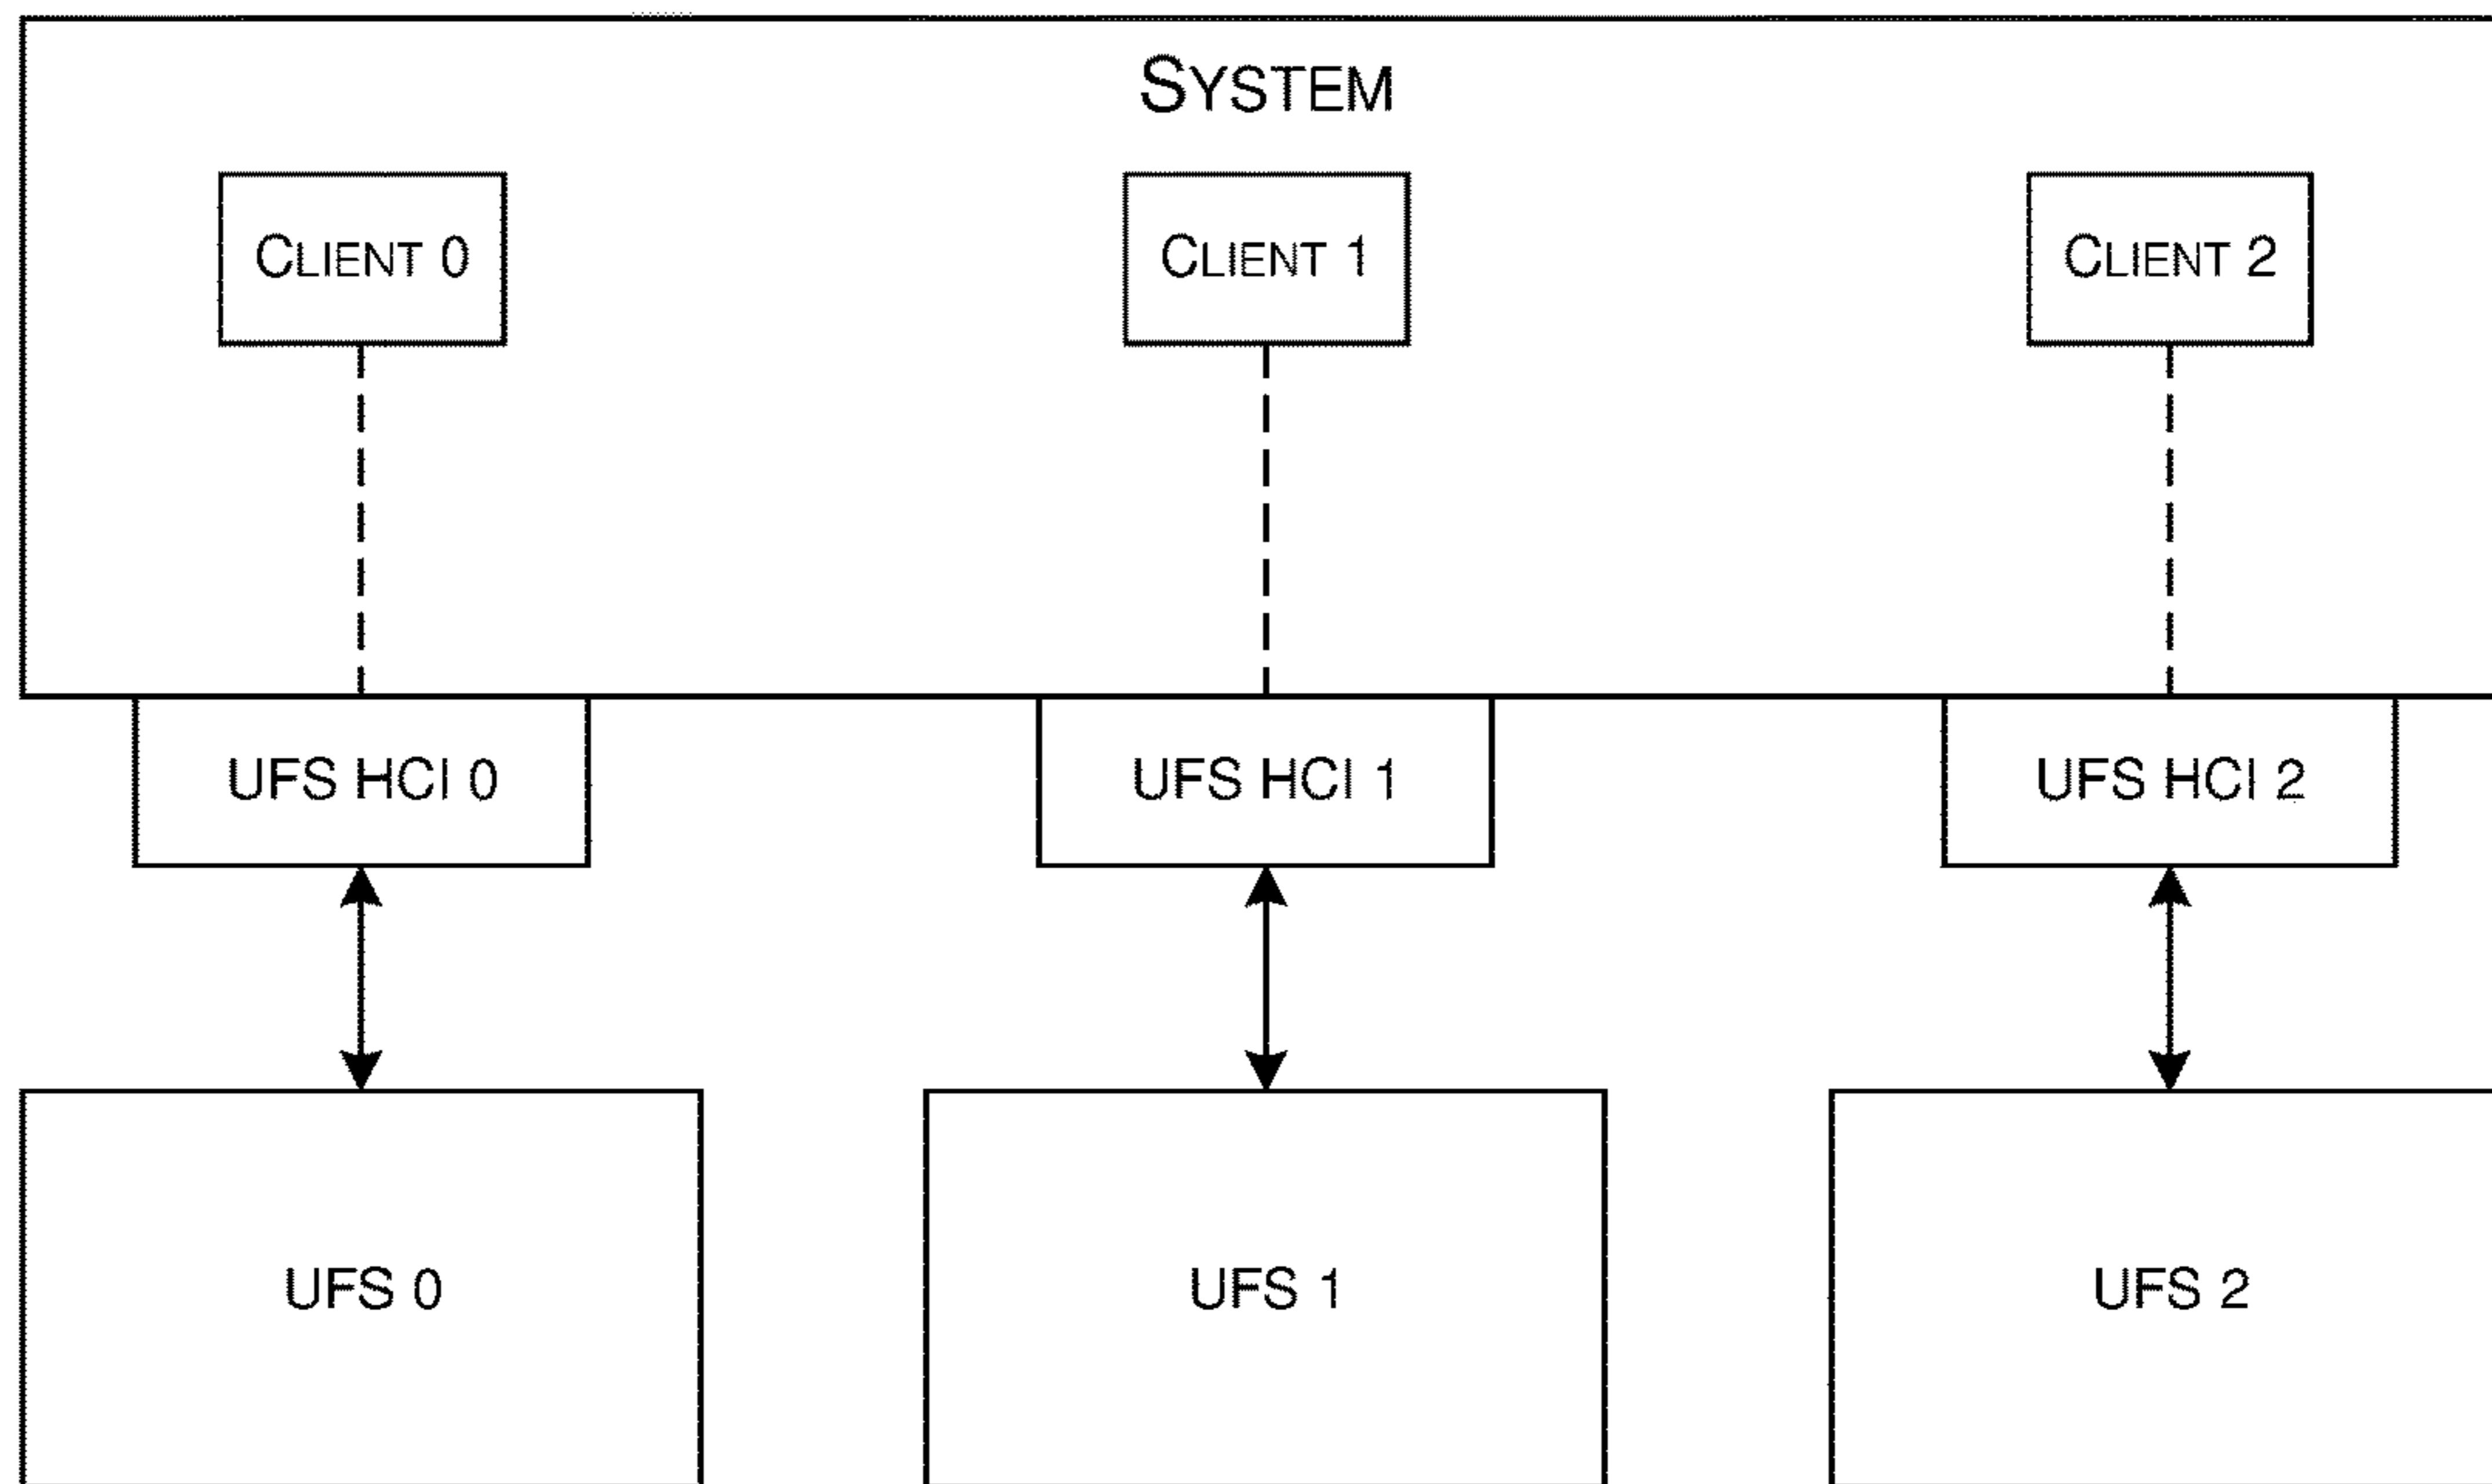 SYSTEM
CLIENT 0
CLIENT 1
CLIENT 2
UFS HCI 0
UFS HCI 1
UFS HCI 2
UFS 0
UFS 1
UFS 2